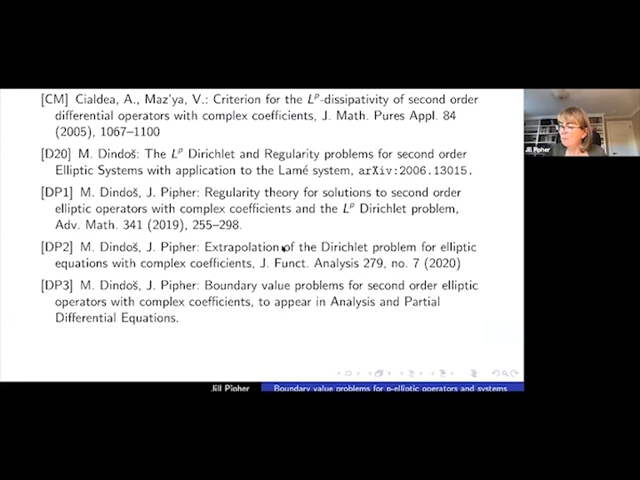 [CM] Cialdea, A., Maz'ya, V.: Criterion for the Lᵖ-dissipativity of second order
differential operators with complex coefficients, J. Math. Pures Appl. 84
(2005), 1067–1100
[D20] M. Dindoš: The Lᵖ Dirichlet and Regularity problems for second order
Elliptic Systems with application to the Lamé system, arXiv:2006.13015.
[DP1] M. Dindoš, J. Pipher: Regularity theory for solutions to second order
elliptic operators with complex coefficients and the Lᵖ Dirichlet problem,
Adv. Math. 341 (2019), 255–298.
[DP2] M. Dindoš, J. Pipher: Extrapolation of the Dirichlet problem for elliptic
equations with complex coefficients, J. Funct. Analysis 279, no. 7 (2020)
[DP3] M. Dindoš, J. Pipher: Boundary value problems for second order elliptic
operators with complex coefficients, to appear in Analysis and Partial
Differential Equations.
Jill Pipher
Jill Pipher
Boundary value problems for p-elliptic operators and systems